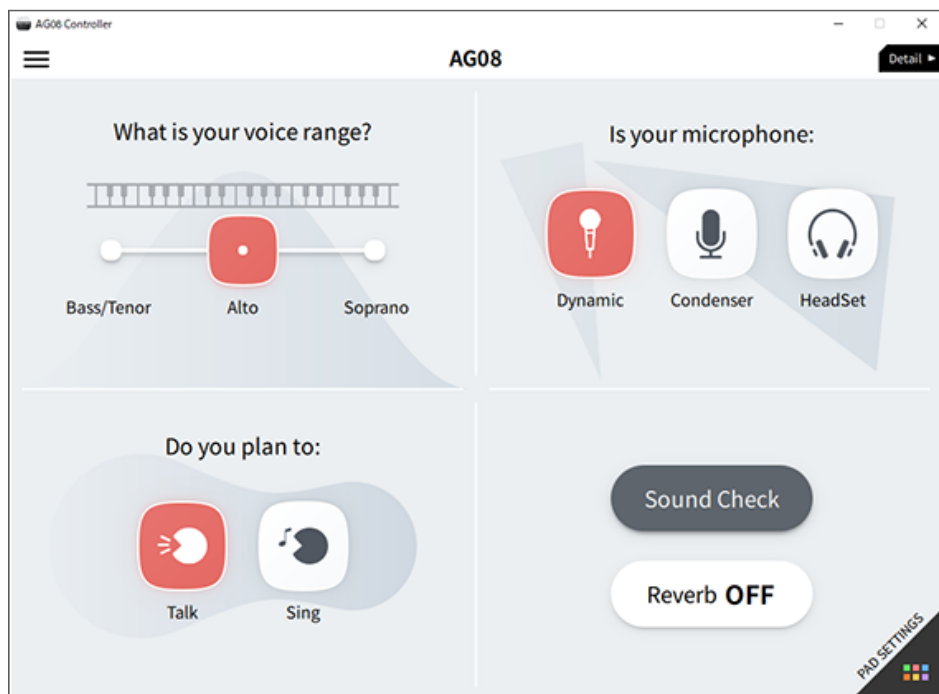 AG08 Controller
AG08
Detail
What is your voice range?
Bass/Tenor Alto Soprano
Is your microphone:
Dynamic Condenser HeadSet
Do you plan to:
Talk Sing
Sound Check
Reverb OFF
PAD SETTINGS